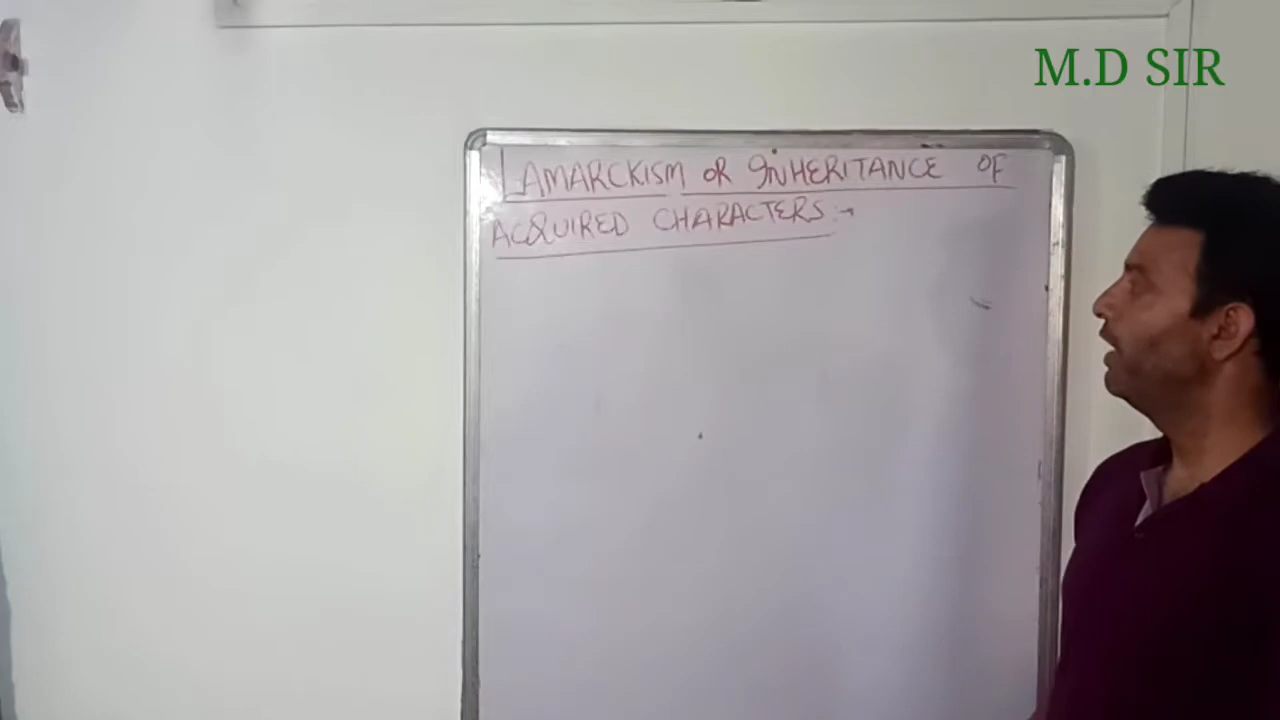 M.D SIR
LAMARCKISM OR INHERITANCE OF
ACQUIRED CHARACTERS :→